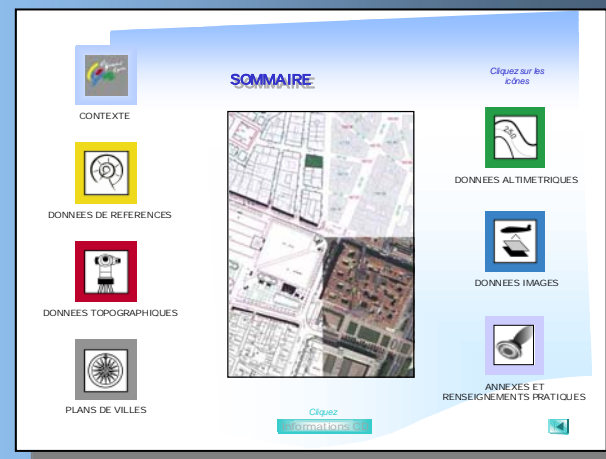 SOMMAIRE
Cliquez sur les
icônes
CONTEXTE
DONNEES DE REFERENCES
DONNEES TOPOGRAPHIQUES
PLANS DE VILLES
250
DONNEES ALTIMETRIQUES
DONNEES IMAGES
ANNEXES ET
RENSEIGNEMENTS PRATIQUES
Cliquez